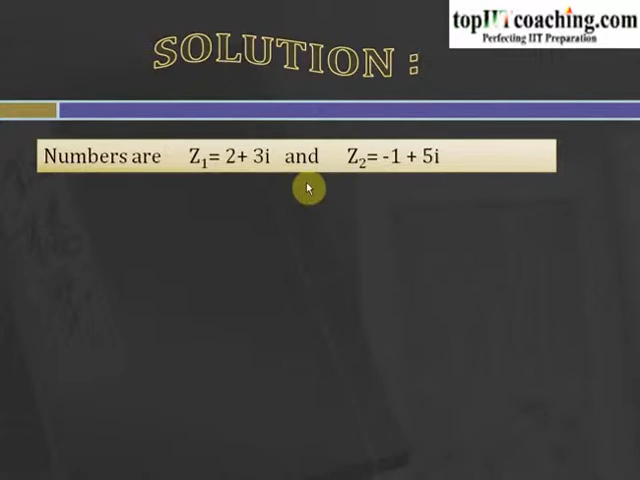 topIITcoaching.com
Perfecting IIT Preparation
SOLUTION :
Numbers are Z₁= 2+ 3i and Z₂= -1 + 5i